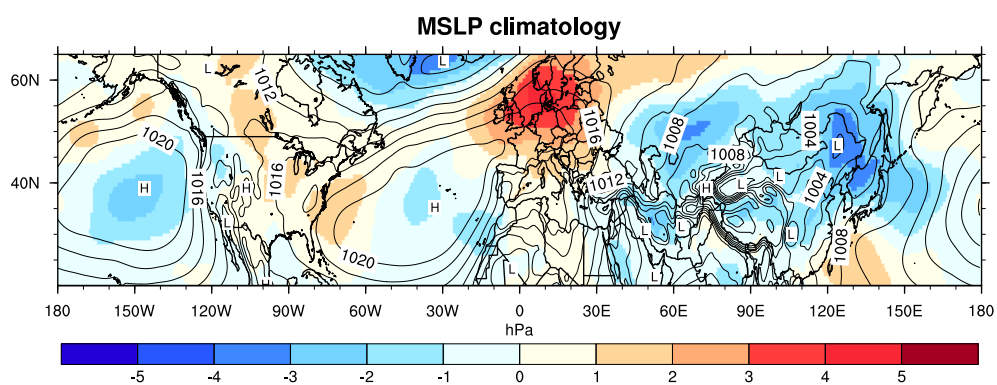 MSLP climatology
60N
40N
L
1012
L
1020
1016
1016
1008
1004
1008
L
H
1016
H
H
1012
H
L
L
1004
L
L
L
L
1020
1008
L
L
H
180 150W 120W 90W 60W 30W 0 30E 60E 90E 120E 150E 180
hPa
-5 -4 -3 -2 -1 0 1 2 3 4 5